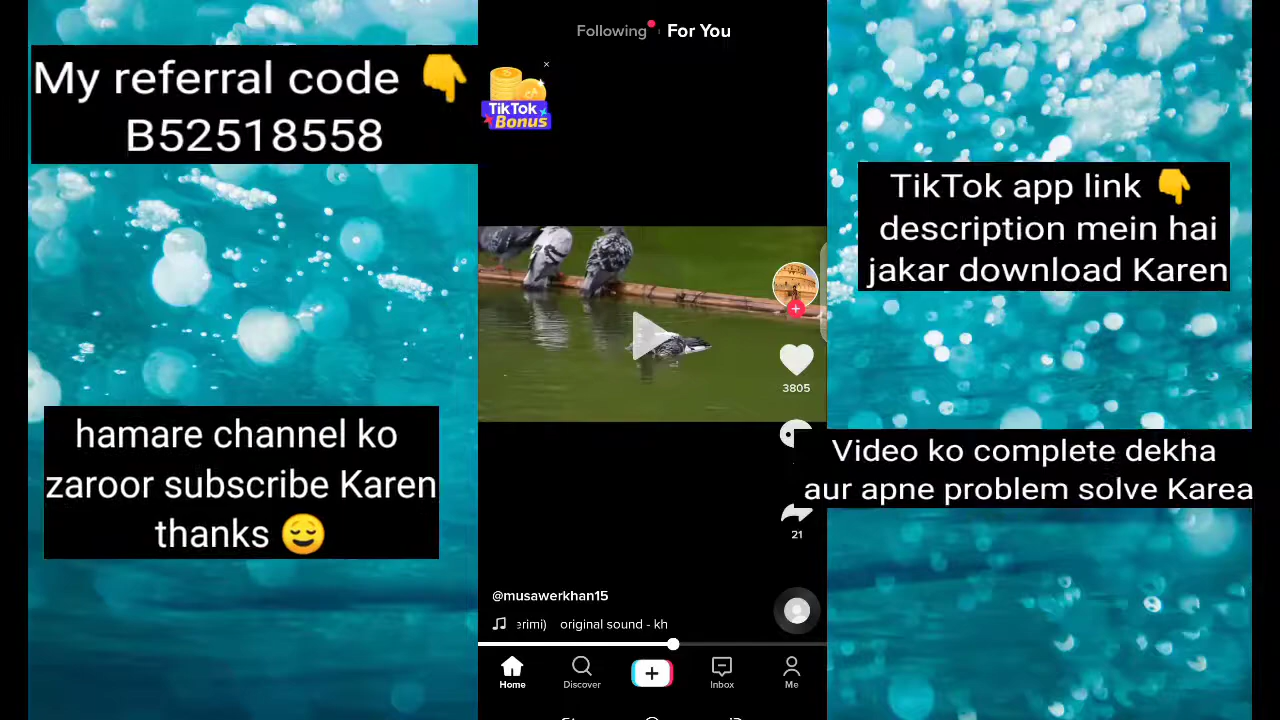 My referral code 👇
B52518558
hamare channel ko
zaroor subscribe Karen
thanks 😌
Following
For You
TikTok
Bonus
3805
21
@musawerkhan15
erimi) original sound - kh
Home
Discover
Inbox
Me
TikTok app link 👇
description mein hai
jakar download Karen
Video ko complete dekha
aur apne problem solve Karea